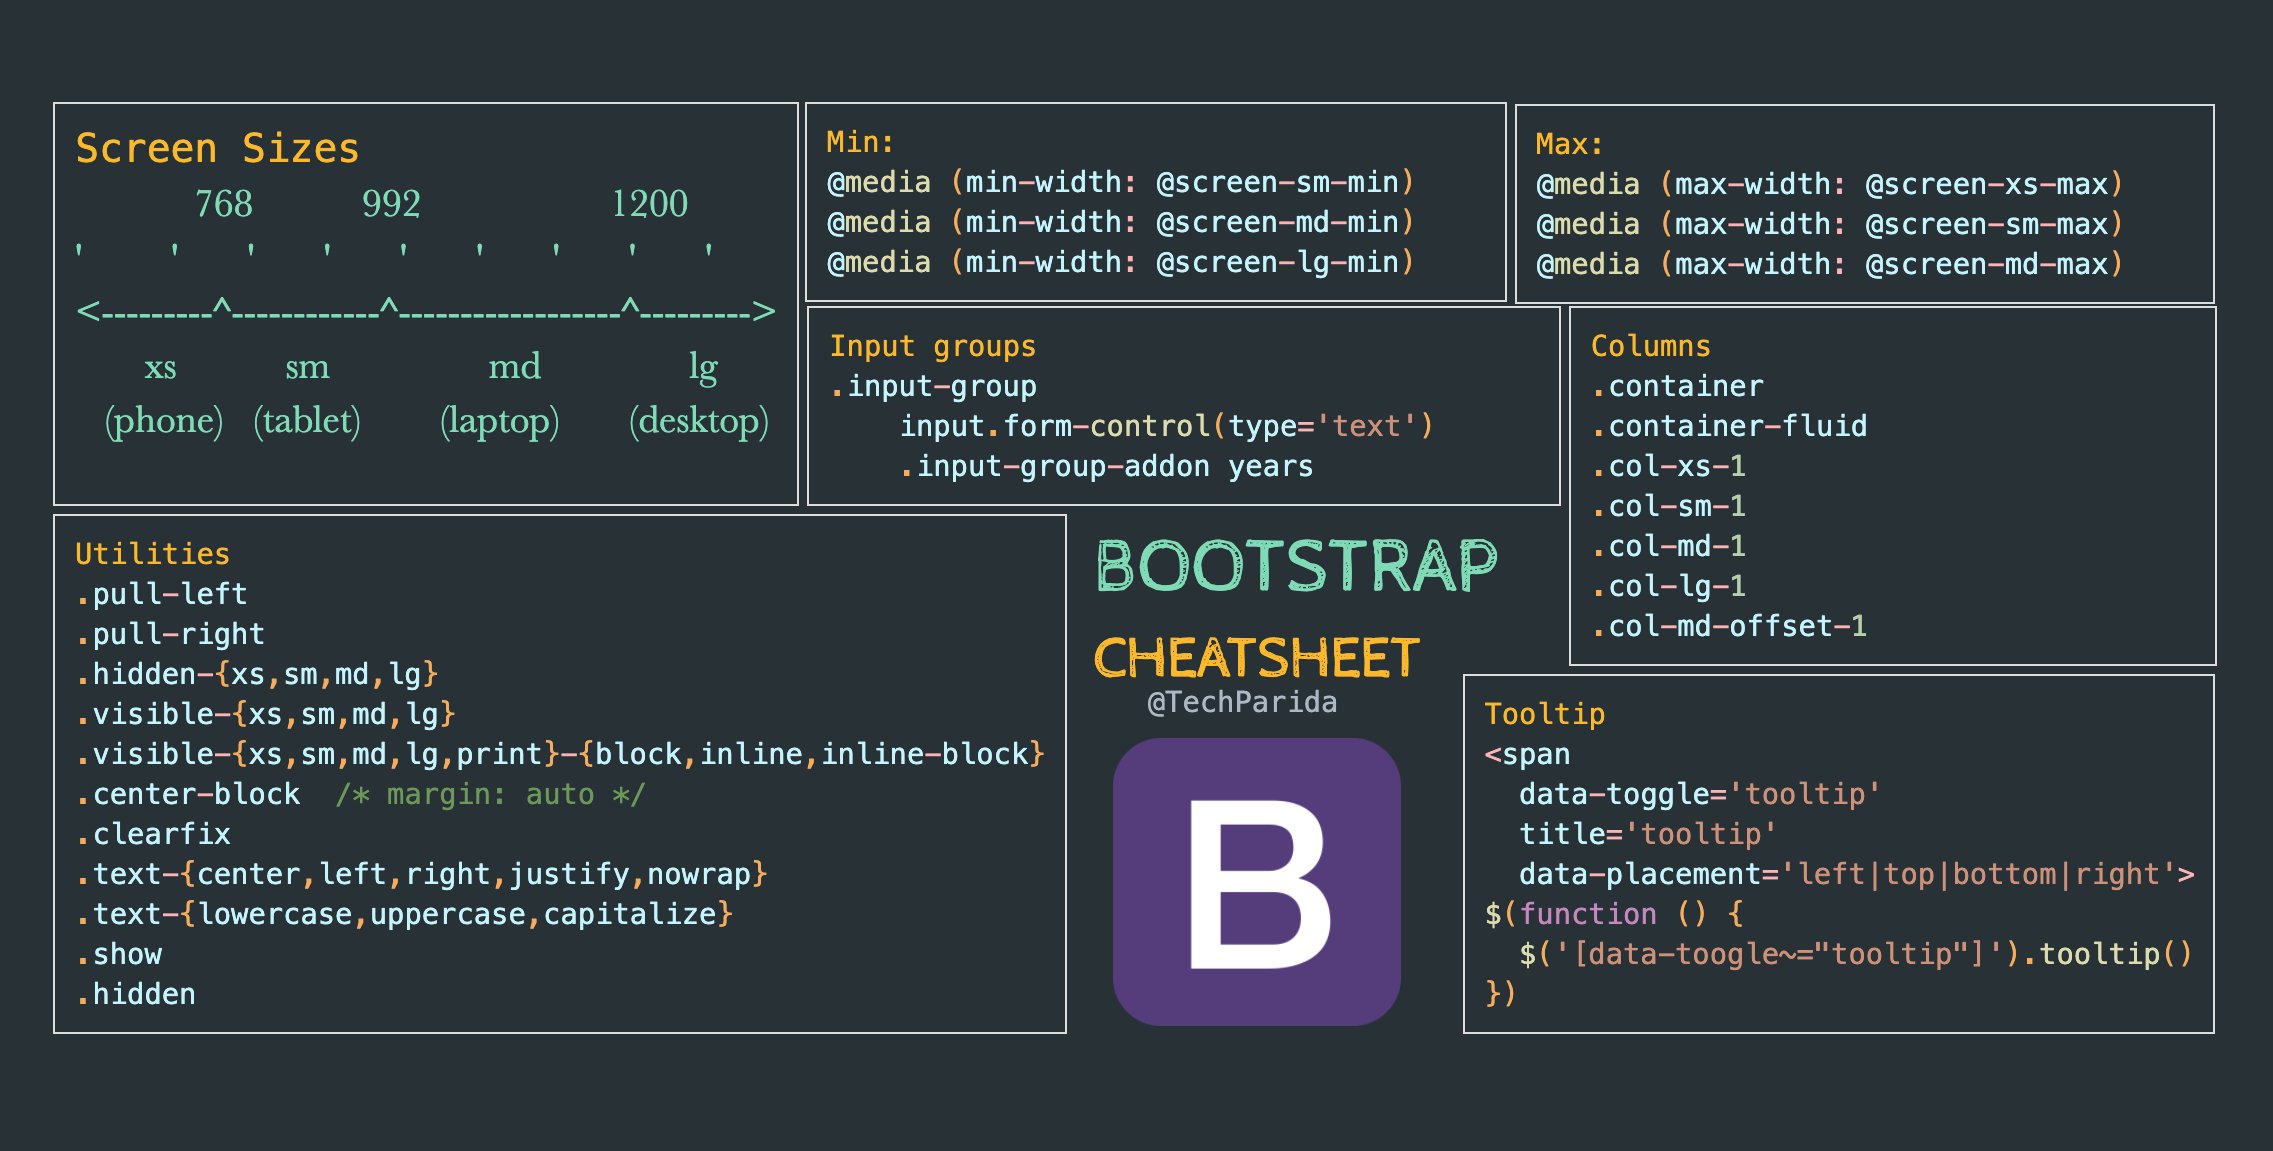 Screen Sizes
768 992 1200
' ' ' ' ' ' ' ' '
<---------^------------^------------------^--------->
xs sm md lg
(phone) (tablet) (laptop) (desktop)
Min:
@media (min-width: @screen-sm-min)
@media (min-width: @screen-md-min)
@media (min-width: @screen-lg-min)
Max:
@media (max-width: @screen-xs-max)
@media (max-width: @screen-sm-max)
@media (max-width: @screen-md-max)
Input groups
.input-group
input.form-control(type='text')
.input-group-addon years
Columns
.container
.container-fluid
.col-xs-1
.col-sm-1
.col-md-1
.col-lg-1
.col-md-offset-1
Utilities
.pull-left
.pull-right
.hidden-{xs,sm,md,lg}
.visible-{xs,sm,md,lg}
.visible-{xs,sm,md,lg,print}-{block,inline,inline-block}
.center-block /* margin: auto */
.clearfix
.text-{center,left,right,justify,nowrap}
.text-{lowercase,uppercase,capitalize}
.show
.hidden
BOOTSTRAP
CHEATSHEET
@TechParida
B
Tooltip
<span
data-toggle='tooltip'
title='tooltip'
data-placement='left|top|bottom|right'>
$(function () {
$('[data-toogle~="tooltip"]').tooltip()
})